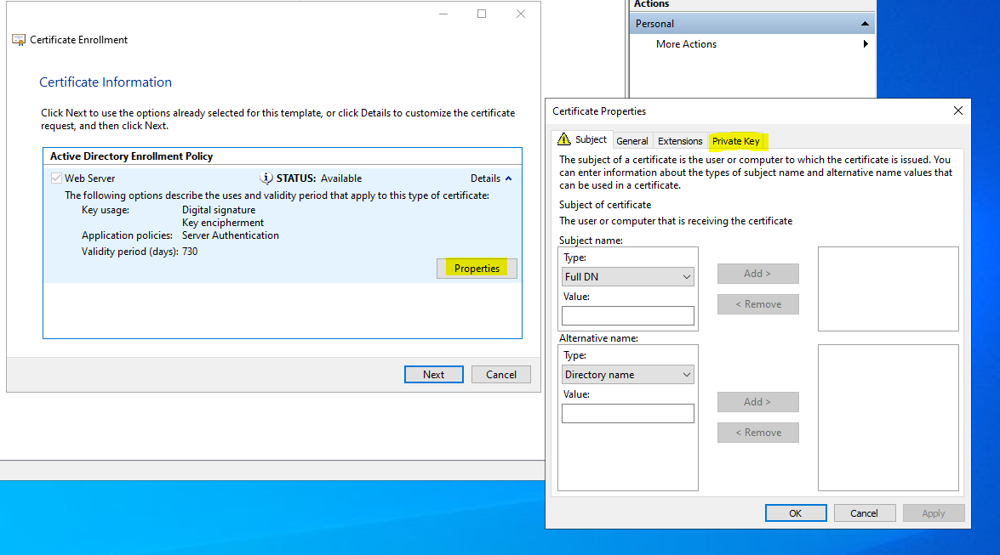 Actions
Personal
More Actions
Certificate Enrollment
Certificate Information
Click Next to use the options already selected for this template, or click Details to customize the certificate
request, and then click Next.
Active Directory Enrollment Policy
Web Server
STATUS: Available
Details
The following options describe the uses and validity period that apply to this type of certificate:
Key usage: Digital signature
Key encipherment
Application policies: Server Authentication
Validity period (days): 730
Properties
Next
Cancel
Certificate Properties
Subject
General
Extensions
Private Key
The subject of a certificate is the user or computer to which the certificate is issued. You
can enter information about the types of subject name and alternative name values that
can be used in a certificate.
Subject of certificate
The user or computer that is receiving the certificate
Subject name:
Type:
Full DN
Value:
Add >
< Remove
Alternative name:
Type:
Directory name
Value:
Add >
< Remove
OK
Cancel
Apply